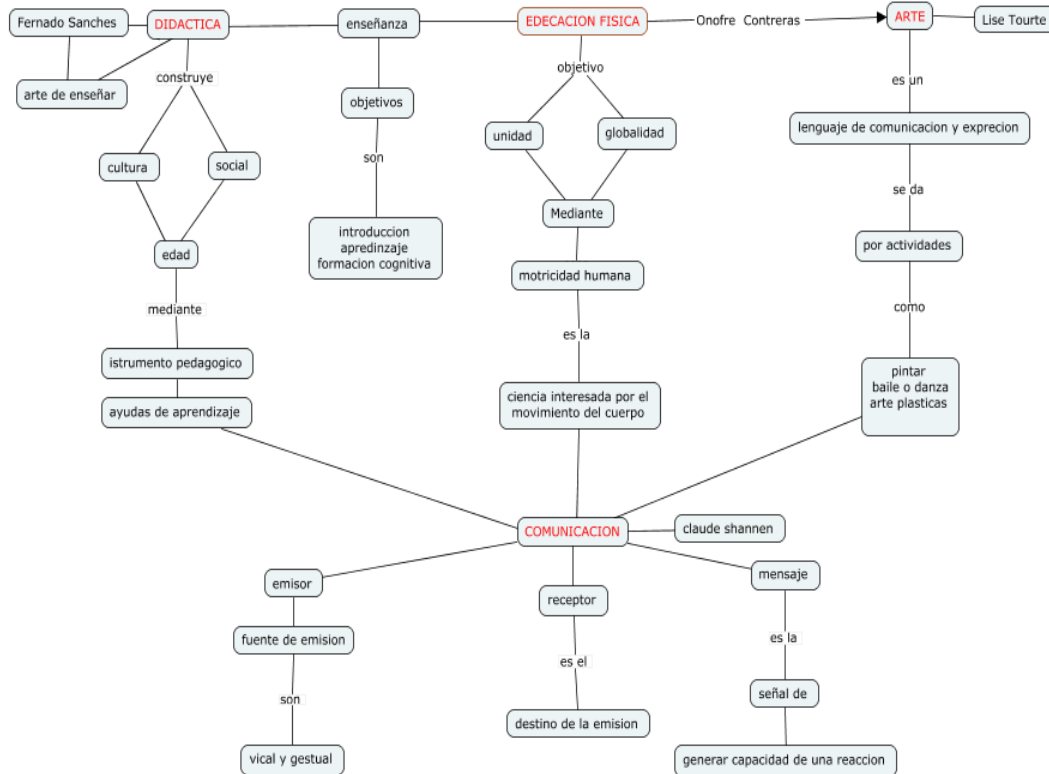 Fernado Sanches
DIDACTICA
enseñanza
EDECACION FISICA
Onofre Contreras
ARTE
Lise Tourte
arte de enseñar
construye
objetivos
objetivo
es un
cultura
social
son
unidad
globalidad
lenguaje de comunicacion y exprecion
se da
edad
introduccion
apredinzaje
formacion cognitiva
Mediante
por actividades
mediante
motricidad humana
como
istrumento pedagogico
es la
pintar
baile o danza
arte plasticas
ayudas de aprendizaje
ciencia interesada por el
movimiento del cuerpo
COMUNICACION
claude shannen
emisor
receptor
mensaje
fuente de emision
es el
es la
son
destino de la emision
señal de
vical y gestual
generar capacidad de una reaccion